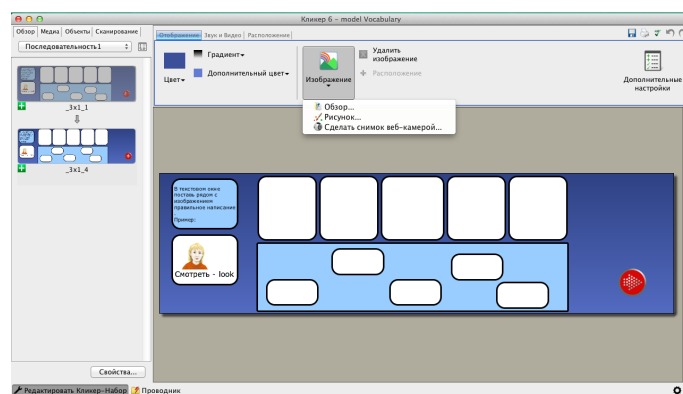 Кликер 6 – model Vocabulary
Обзор Медиа Объекты Сканирование
Последовательность1
_3x1_1
_3x1_4
Свойства...
Отображение Звук и Видео Расположение
Цвет
Градиент
Дополнительный цвет
Изображение
Удалить
изображение
Расположение
Дополнительные
настройки
Обзор...
Рисунок...
Сделать снимок веб-камерой...
В текстовом окне
поставь рядом с
изображением
правильное написание
Пример:
Смотреть - look
Редактировать Кликер-Набор Проводник